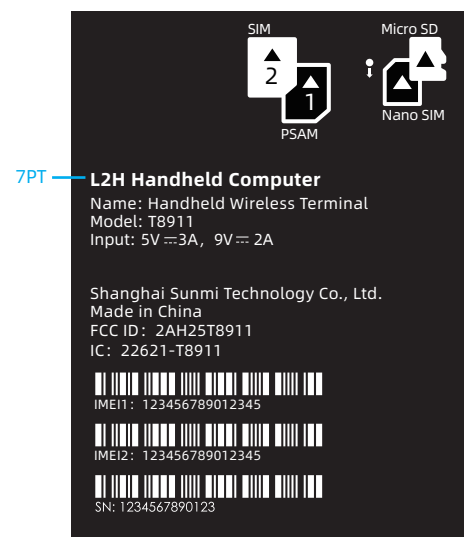 SIM
Micro SD
2
1
Nano SIM
PSAM
7PT
L2H Handheld Computer
Name: Handheld Wireless Terminal
Model: T8911
Input: 5V ⎓3A, 9V⎓ 2A
Shanghai Sunmi Technology Co., Ltd.
Made in China
FCC ID: 2AH25T8911
IC: 22621-T8911
IMEI1: 123456789012345
IMEI2: 123456789012345
SN: 1234567890123